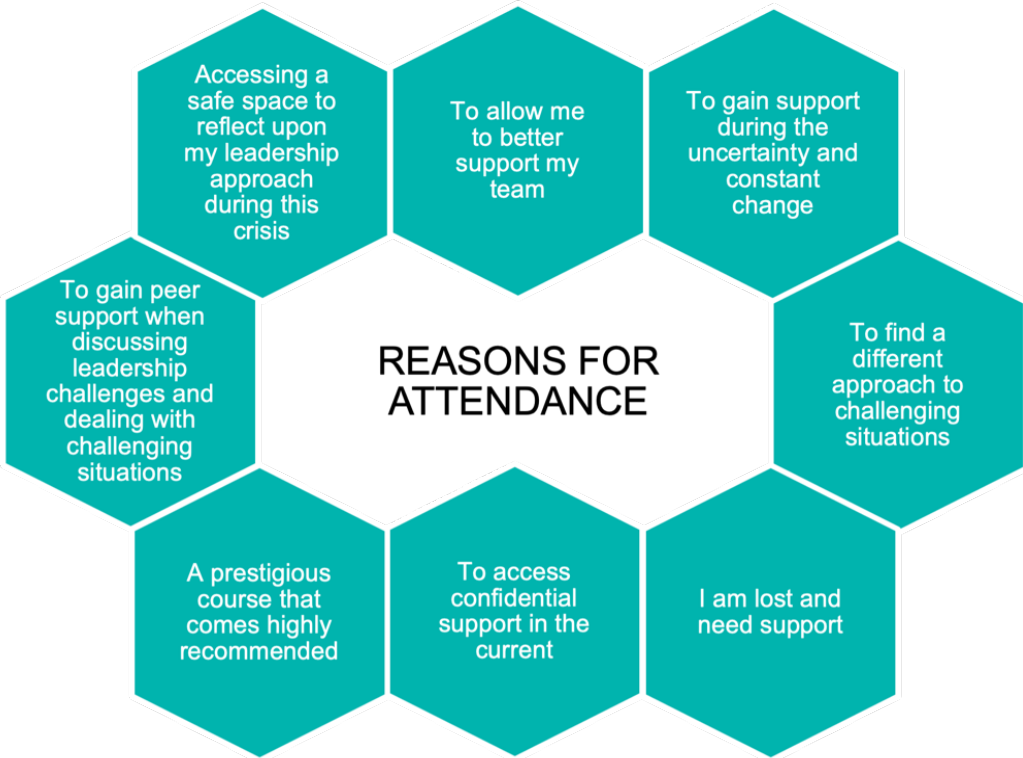 Accessing a
safe space to
reflect upon
my leadership
approach
during this
crisis
To allow me
to better
support my
team
To gain support
during the
uncertainty and
constant
change
To gain peer
support when
discussing
leadership
challenges and
dealing with
challenging
situations
REASONS FOR
ATTENDANCE
To find a
different
approach to
challenging
situations
A prestigious
course that
comes highly
recommended
To access
confidential
support in the
current
I am lost and
need support